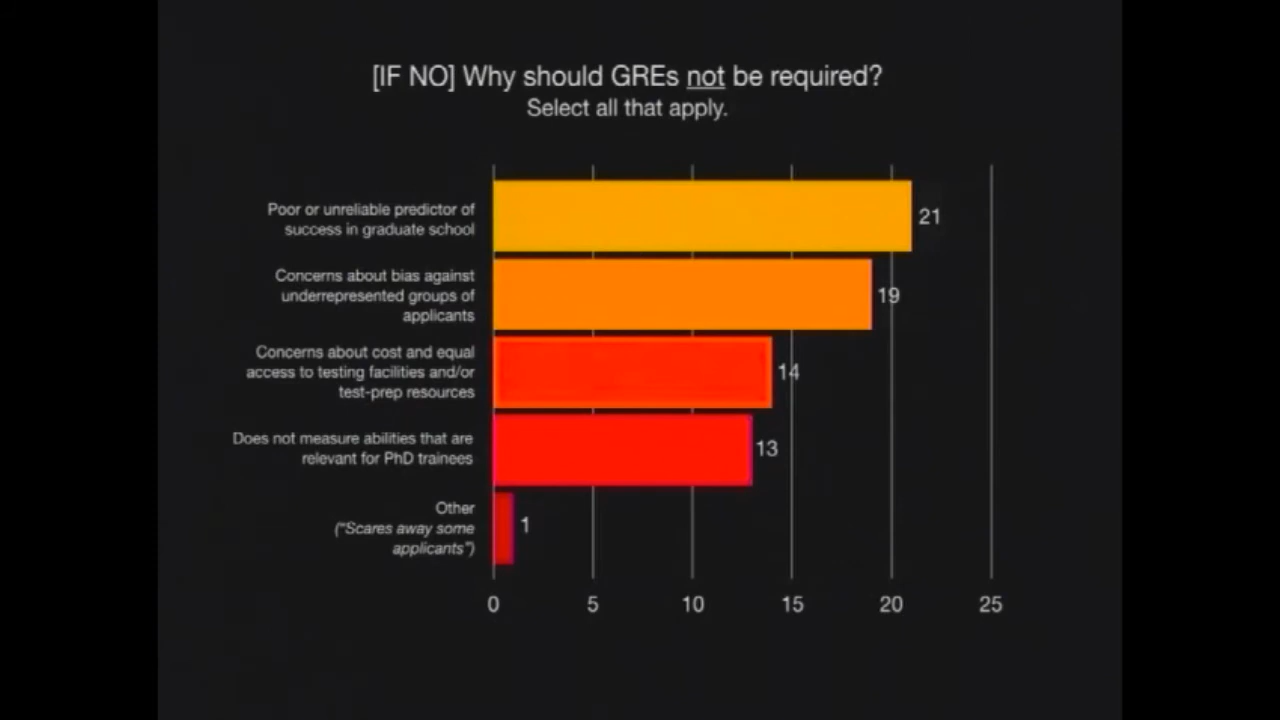 [IF NO] Why should GREs not be required?
Select all that apply.
Poor or unreliable predictor of
success in graduate school
21
Concerns about bias against
underrepresented groups of
applicants
19
Concerns about cost and equal
access to testing facilities and/or
test-prep resources
14
Does not measure abilities that are
relevant for PhD trainees
13
Other
("Scares away some
applicants")
1
0 5 10 15 20 25